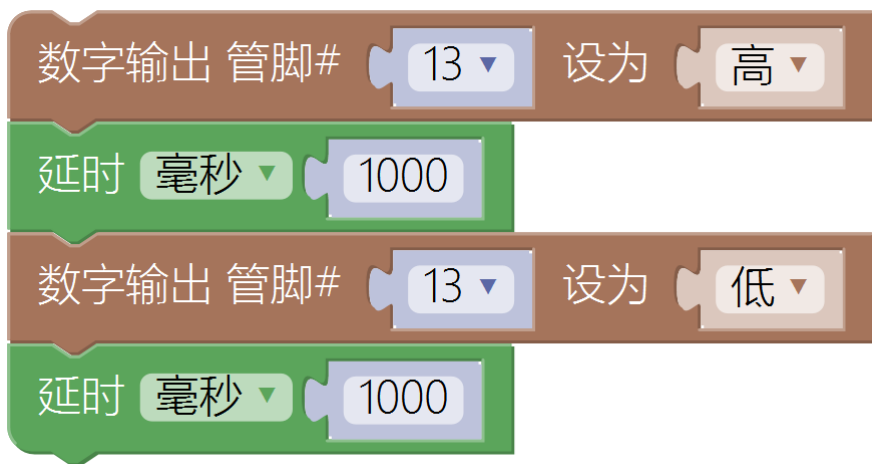 数字输出 管脚# 13 设为 高
延时 毫秒 1000
数字输出 管脚# 13 设为 低
延时 毫秒 1000